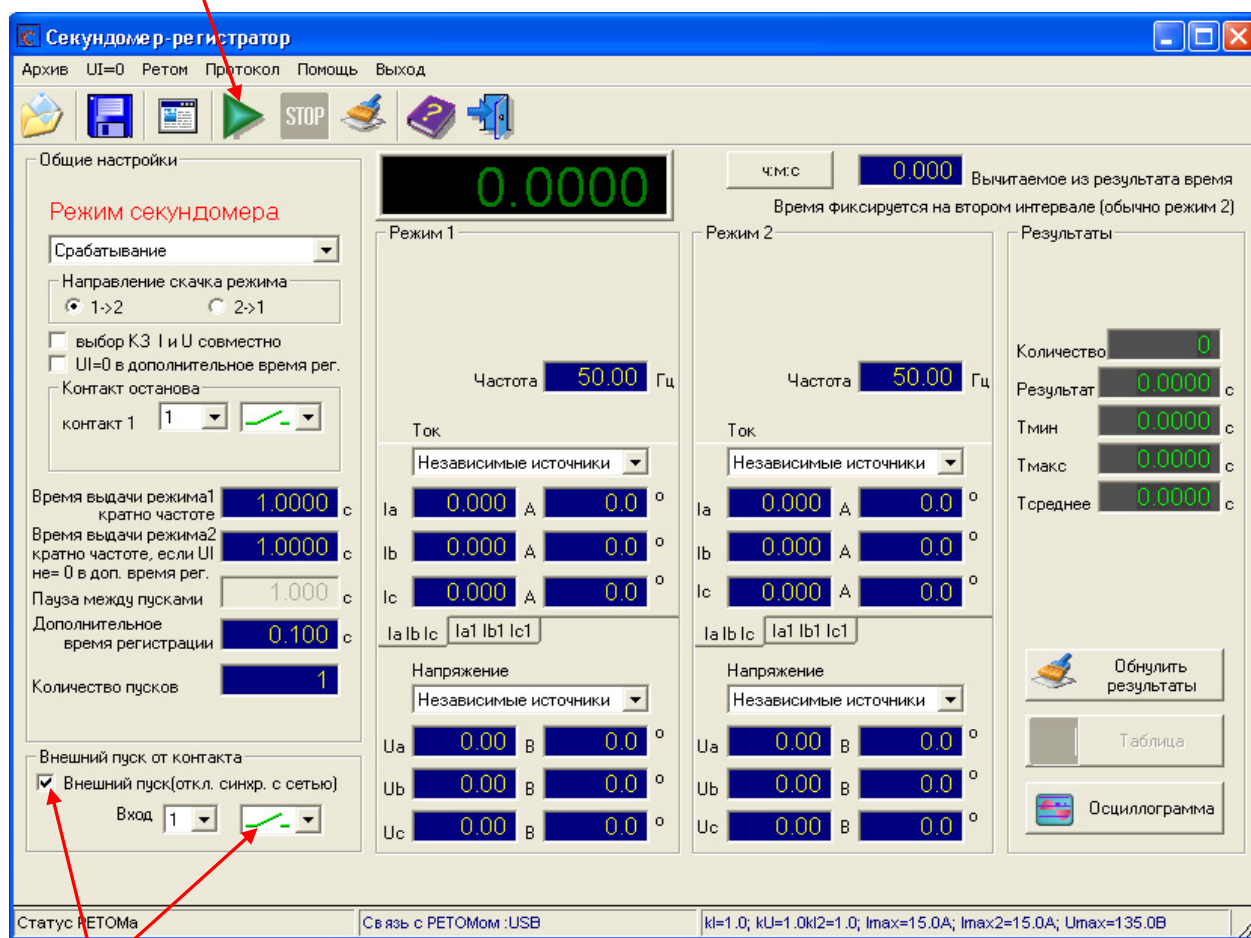 Секундомер-регистратор
Архив UI=0 Ретом Протокол Помощь Выход
STOP
Общие настройки
Режим секундомера
Срабатывание
Направление скачка режима
1->2 2->1
выбор КЗ I и U совместно
UI=0 в дополнительное время рег.
Контакт останова
контакт 1 1
Время выдачи режима1
кратно частоте 1.0000 с
Время выдачи режима2
кратно частоте, если UI 1.0000 с
не= 0 в доп. время рег.
Пауза между пусками 1.000 с
Дополнительное
время регистрации 0.100 с
Количество пусков 1
Внешний пуск от контакта
Внешний пуск(откл. синхр. с сетью)
Вход 1
0.0000
ч:м:с 0.000 Вычитаемое из результата время
Время фиксируется на втором интервале (обычно режим 2)
Режим 1
Частота 50.00 Гц
Ток
Независимые источники
Ia 0.000 А 0.0 °
Ib 0.000 А 0.0 °
Ic 0.000 А 0.0 °
Ia Ib Ic Ia1 Ib1 Ic1
Напряжение
Независимые источники
Ua 0.00 В 0.0 °
Ub 0.00 В 0.0 °
Uc 0.00 В 0.0 °
Режим 2
Частота 50.00 Гц
Ток
Независимые источники
Ia 0.000 А 0.0 °
Ib 0.000 А 0.0 °
Ic 0.000 А 0.0 °
Ia Ib Ic Ia1 Ib1 Ic1
Напряжение
Независимые источники
Ua 0.00 В 0.0 °
Ub 0.00 В 0.0 °
Uc 0.00 В 0.0 °
Результаты
Количество 0
Результат 0.0000 с
Тмин 0.0000 с
Тмакс 0.0000 с
Тсреднее 0.0000 с
Обнулить
результаты
Таблица
Осциллограмма
Статус РЕТОМа Связь с РЕТОМом :USB kI=1.0; kU=1.0kI2=1.0; Imax=15.0А; Imax2=15.0А; Umax=135.0В